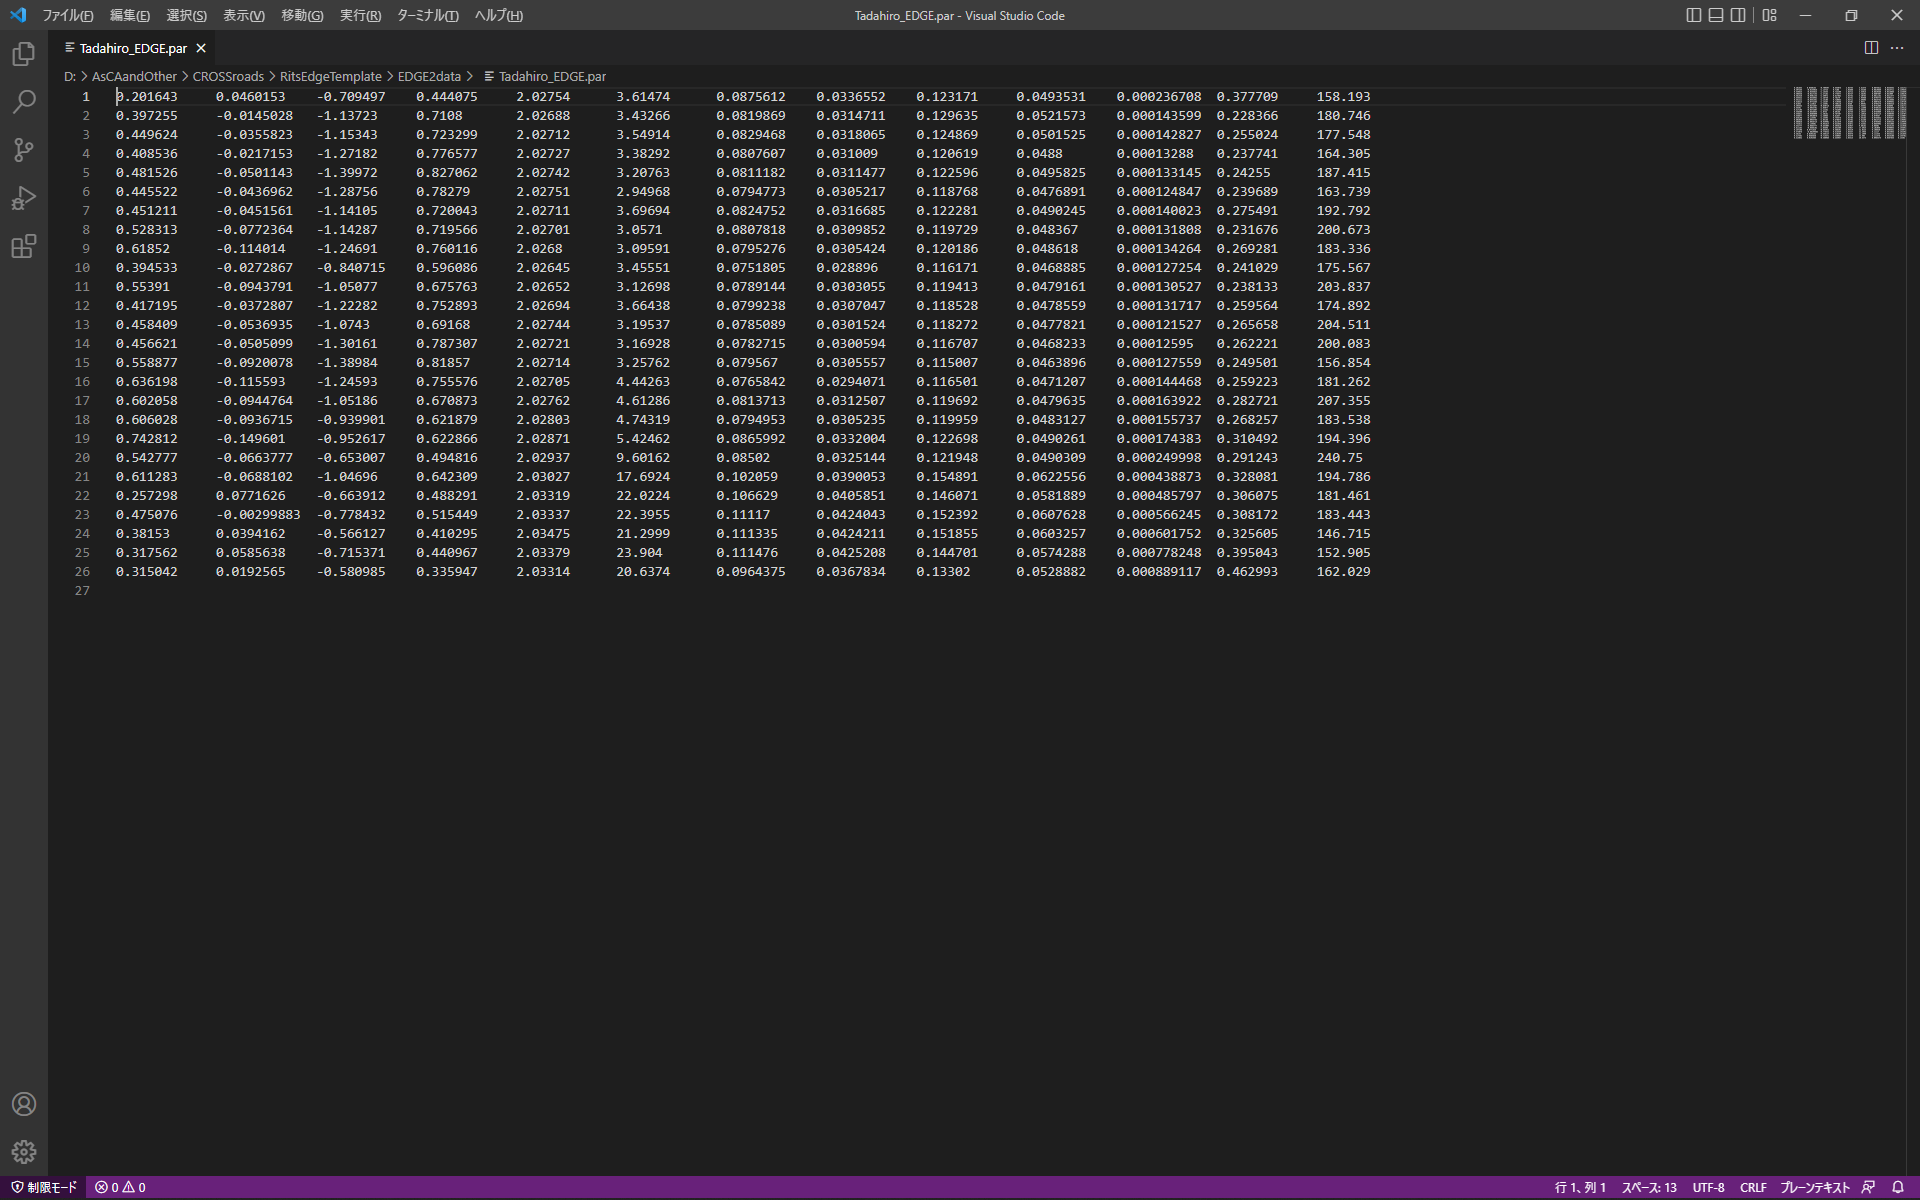 ファイル(F) 編集(E) 選択(S) 表示(V) 移動(G) 実行(R) ターミナル(T) ヘルプ(H) Tadahiro_EDGE.par - Visual Studio Code
Tadahiro_EDGE.par
D: > AsCAandOther > CROSSroads > RitsEdgeTemplate > EDGE2data > Tadahiro_EDGE.par
1 0.201643 0.0460153 -0.709497 0.444075 2.02754 3.61474 0.0875612 0.0336552 0.123171 0.0493531 0.000236708 0.377709 158.193
2 0.397255 -0.0145028 -1.13723 0.7108 2.02688 3.43266 0.0819869 0.0314711 0.129635 0.0521573 0.000143599 0.228366 180.746
3 0.449624 -0.0355823 -1.15343 0.723299 2.02712 3.54914 0.0829468 0.0318065 0.124869 0.0501525 0.000142827 0.255024 177.548
4 0.408536 -0.0217153 -1.27182 0.776577 2.02727 3.38292 0.0807607 0.031009 0.120619 0.0488 0.00013288 0.237741 164.305
5 0.481526 -0.0501143 -1.39972 0.827062 2.02742 3.20763 0.0811182 0.0311477 0.122596 0.0495825 0.000133145 0.24255 187.415
6 0.445522 -0.0436962 -1.28756 0.78279 2.02751 2.94968 0.0794773 0.0305217 0.118768 0.0476891 0.000124847 0.239689 163.739
7 0.451211 -0.0451561 -1.14105 0.720043 2.02711 3.69694 0.0824752 0.0316685 0.122281 0.0490245 0.000140023 0.275491 192.792
8 0.528313 -0.0772364 -1.14287 0.719566 2.02701 3.0571 0.0807818 0.0309852 0.119729 0.048367 0.000131808 0.231676 200.673
9 0.61852 -0.114014 -1.24691 0.760116 2.0268 3.09591 0.0795276 0.0305424 0.120186 0.048618 0.000134264 0.269281 183.336
10 0.394533 -0.0272867 -0.840715 0.596086 2.02645 3.45551 0.0751805 0.028896 0.116171 0.0468885 0.000127254 0.241029 175.567
11 0.55391 -0.0943791 -1.05077 0.675763 2.02652 3.12698 0.0789144 0.0303055 0.119413 0.0479161 0.000130527 0.238133 203.837
12 0.417195 -0.0372807 -1.22282 0.752893 2.02694 3.66438 0.0799238 0.0307047 0.118528 0.0478559 0.000131717 0.259564 174.892
13 0.458409 -0.0536935 -1.0743 0.69168 2.02744 3.19537 0.0785089 0.0301524 0.118272 0.0477821 0.000121527 0.265658 204.511
14 0.456621 -0.0505099 -1.30161 0.787307 2.02721 3.16928 0.0782715 0.0300594 0.116707 0.0468233 0.00012595 0.262221 200.083
15 0.558877 -0.0920078 -1.38984 0.81857 2.02714 3.25762 0.079567 0.0305557 0.115007 0.0463896 0.000127559 0.249501 156.854
16 0.636198 -0.115593 -1.24593 0.755576 2.02705 4.44263 0.0765842 0.0294071 0.116501 0.0471207 0.000144468 0.259223 181.262
17 0.602058 -0.0944764 -1.05186 0.670873 2.02762 4.61286 0.0813713 0.0312507 0.119692 0.0479635 0.000163922 0.282721 207.355
18 0.606028 -0.0936715 -0.939901 0.621879 2.02803 4.74319 0.0794953 0.0305235 0.119959 0.0483127 0.000155737 0.268257 183.538
19 0.742812 -0.149601 -0.952617 0.622866 2.02871 5.42462 0.0865992 0.0332004 0.122698 0.0490261 0.000174383 0.310492 194.396
20 0.542777 -0.0663777 -0.653007 0.494816 2.02937 9.60162 0.08502 0.0325144 0.121948 0.0490309 0.000249998 0.291243 240.75
21 0.611283 -0.0688102 -1.04696 0.642309 2.03027 17.6924 0.102059 0.0390053 0.154891 0.0622556 0.000438873 0.328081 194.786
22 0.257298 0.0771626 -0.663912 0.488291 2.03319 22.0224 0.106629 0.0405851 0.146071 0.0581889 0.000485797 0.306075 181.461
23 0.475076 -0.00299883 -0.778432 0.515449 2.03337 22.3955 0.11117 0.0424043 0.152392 0.0607628 0.000566245 0.308172 183.443
24 0.38153 0.0394162 -0.566127 0.410295 2.03475 21.2999 0.111335 0.0424211 0.151855 0.0603257 0.000601752 0.325605 146.715
25 0.317562 0.0585638 -0.715371 0.440967 2.03379 23.904 0.111476 0.0425208 0.144701 0.0574288 0.000778248 0.395043 152.905
26 0.315042 0.0192565 -0.580985 0.335947 2.03314 20.6374 0.0964375 0.0367834 0.13302 0.0528882 0.000889117 0.462993 162.029
27
制限モード 0 0 行 1、列 1 スペース: 13 UTF-8 CRLF プレーンテキスト